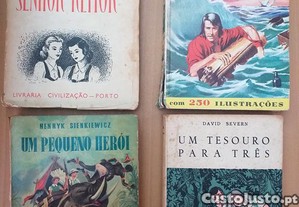 SENHOR REITOR
LIVRARIA CIVILIZAÇÃO — PORTO
com 250 ILUSTRAÇÕES
HENRYK SIENKIEWICZ
UM PEQUENO HERÓI
DAVID SEVERN
UM TESOURO
PARA TRÊS
CustoJusto.pt